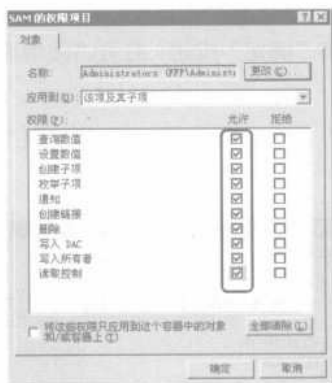 SAM 的权限项目
对象
名称: Administrators (PPP\Administr 更改(C)...
应用到(O): 该项及其子项
权限(P): 允许 拒绝
查询数值
设置数值
创建子项
枚举子项
通知
创建链接
删除
写入 DAC
写入所有者
读取控制
将这些权限只应用到这个容器中的对象 全部清除(L)
和/或容器上(T)
确定 取消